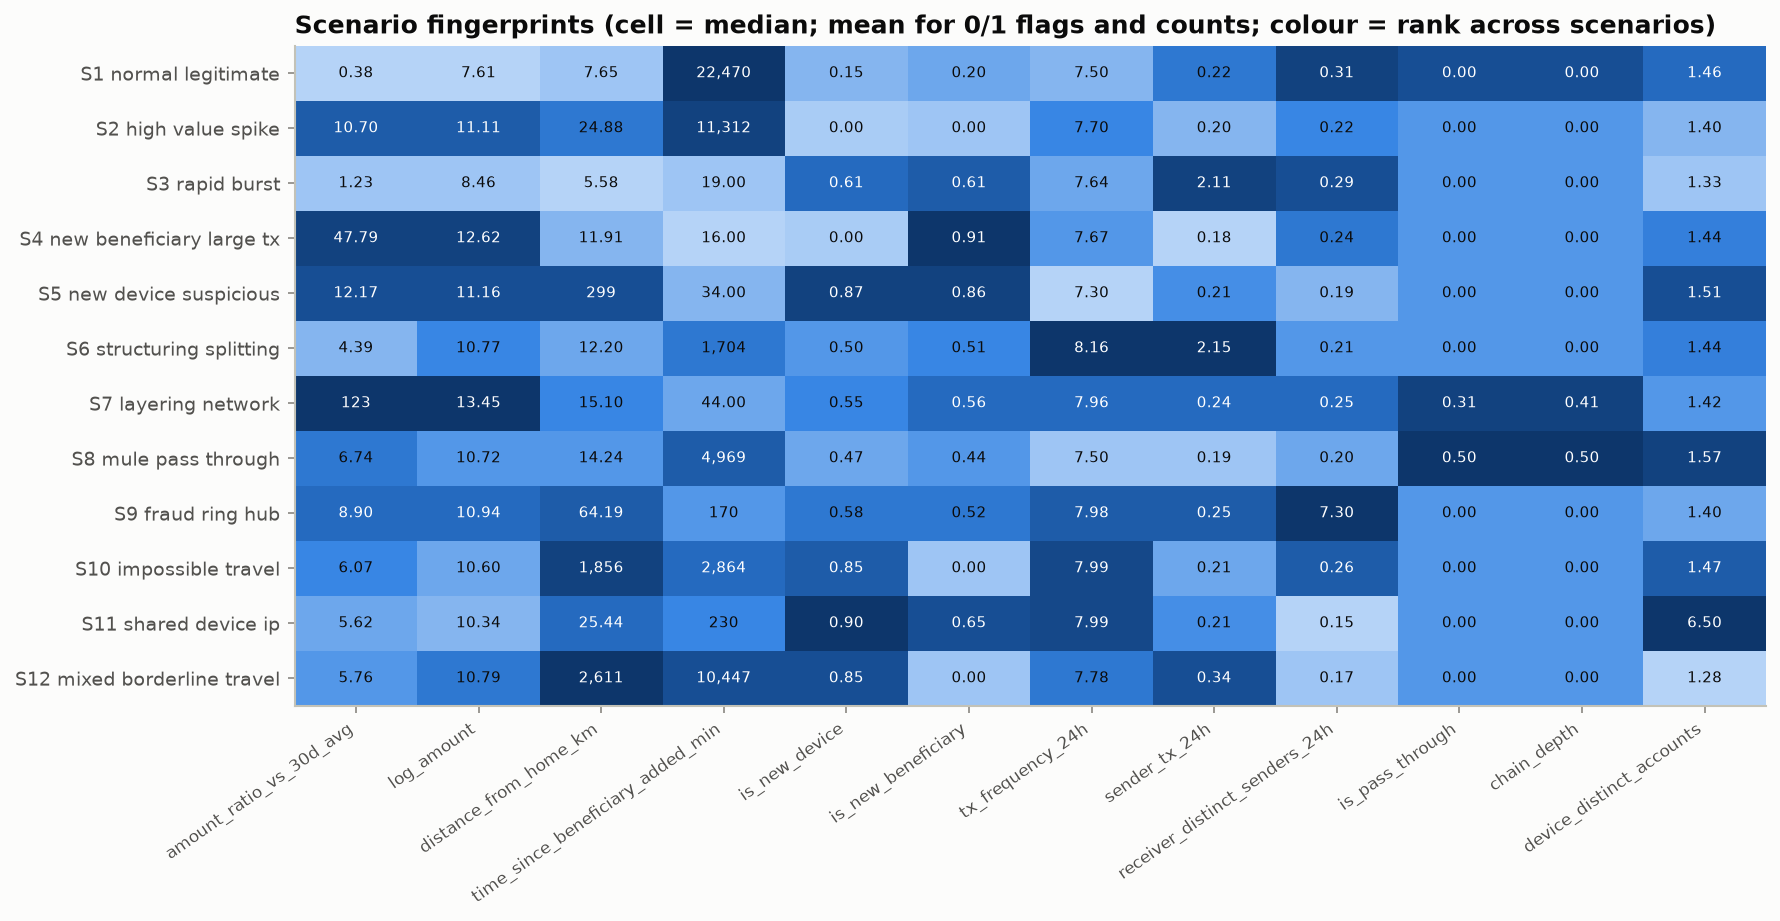 Scenario fingerprints (cell = median; mean for 0/1 flags and counts; colour = rank across scenarios)
S1 normal legitimate 0.38 7.61 7.65 22,470 0.15 0.20 7.50 0.22 0.31 0.00 0.00 1.46
S2 high value spike 10.70 11.11 24.88 11,312 0.00 0.00 7.70 0.20 0.22 0.00 0.00 1.40
S3 rapid burst 1.23 8.46 5.58 19.00 0.61 0.61 7.64 2.11 0.29 0.00 0.00 1.33
S4 new beneficiary large tx 47.79 12.62 11.91 16.00 0.00 0.91 7.67 0.18 0.24 0.00 0.00 1.44
S5 new device suspicious 12.17 11.16 299 34.00 0.87 0.86 7.30 0.21 0.19 0.00 0.00 1.51
S6 structuring splitting 4.39 10.77 12.20 1,704 0.50 0.51 8.16 2.15 0.21 0.00 0.00 1.44
S7 layering network 123 13.45 15.10 44.00 0.55 0.56 7.96 0.24 0.25 0.31 0.41 1.42
S8 mule pass through 6.74 10.72 14.24 4,969 0.47 0.44 7.50 0.19 0.20 0.50 0.50 1.57
S9 fraud ring hub 8.90 10.94 64.19 170 0.58 0.52 7.98 0.25 7.30 0.00 0.00 1.40
S10 impossible travel 6.07 10.60 1,856 2,864 0.85 0.00 7.99 0.21 0.26 0.00 0.00 1.47
S11 shared device ip 5.62 10.34 25.44 230 0.90 0.65 7.99 0.21 0.15 0.00 0.00 6.50
S12 mixed borderline travel 5.76 10.79 2,611 10,447 0.85 0.00 7.78 0.34 0.17 0.00 0.00 1.28
amount_ratio_vs_30d_avg
log_amount
distance_from_home_km
time_since_beneficiary_added_min
is_new_device
is_new_beneficiary
tx_frequency_24h
sender_tx_24h
receiver_distinct_senders_24h
is_pass_through
chain_depth
device_distinct_accounts